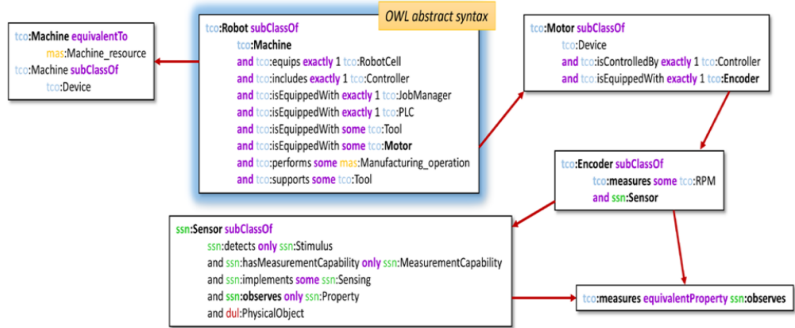 OWL abstract syntax
tco:Machine equivalentTo
mas:Machine_resource
tco:Machine subClassOf
tco:Device
tco:Robot subClassOf
tco:Machine
and tco:equips exactly 1 tco:RobotCell
and tco:includes exactly 1 tco:Controller
and tco:isEquippedWith exactly 1 tco:JobManager
and tco:isEquippedWith exactly 1 tco:PLC
and tco:isEquippedWith some tco:Tool
and tco:isEquippedWith some tco:Motor
and tco:performs some mas:Manufacturing_operation
and tco:supports some tco:Tool
tco:Motor subClassOf
tco:Device
and tco:isControlledBy exactly 1 tco:Controller
and tco:isEquippedWith exactly 1 tco:Encoder
tco:Encoder subClassOf
tco:measures some tco:RPM
and ssn:Sensor
ssn:Sensor subClassOf
ssn:detects only ssn:Stimulus
and ssn:hasMeasurementCapability only ssn:MeasurementCapability
and ssn:implements some ssn:Sensing
and ssn:observes only ssn:Property
and dul:PhysicalObject
tco:measures equivalentProperty ssn:observes